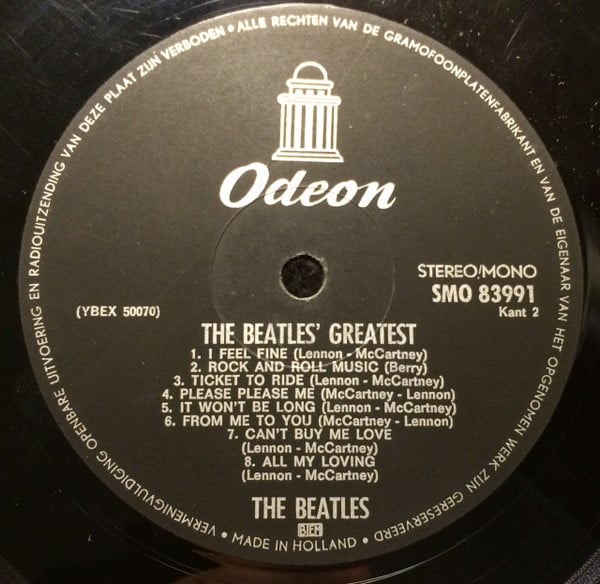 VERMENIGVULDIGING OPENBARE UITVOERING EN RADIOUITZENDING VAN DEZE PLAAT ZIJN VERBODEN • ALLE RECHTEN VAN DE GRAMOFOONPLATENFABRIKANT EN VAN DE EIGENAAR VAN HET OPGENOMEN WERK ZIJN GERESERVEERD
Odeon
STEREO/MONO
SMO 83991
(YBEX 50070)
Kant 2
THE BEATLES' GREATEST
1. I FEEL FINE (Lennon - McCartney)
2. ROCK AND ROLL MUSIC (Berry)
3. TICKET TO RIDE (Lennon - McCartney)
4. PLEASE PLEASE ME (McCartney - Lennon)
5. IT WON'T BE LONG (Lennon - McCartney)
6. FROM ME TO YOU (McCartney - Lennon)
7. CAN'T BUY ME LOVE
(Lennon - McCartney)
8. ALL MY LOVING
(Lennon - McCartney)
THE BEATLES
BIEM
• MADE IN HOLLAND •